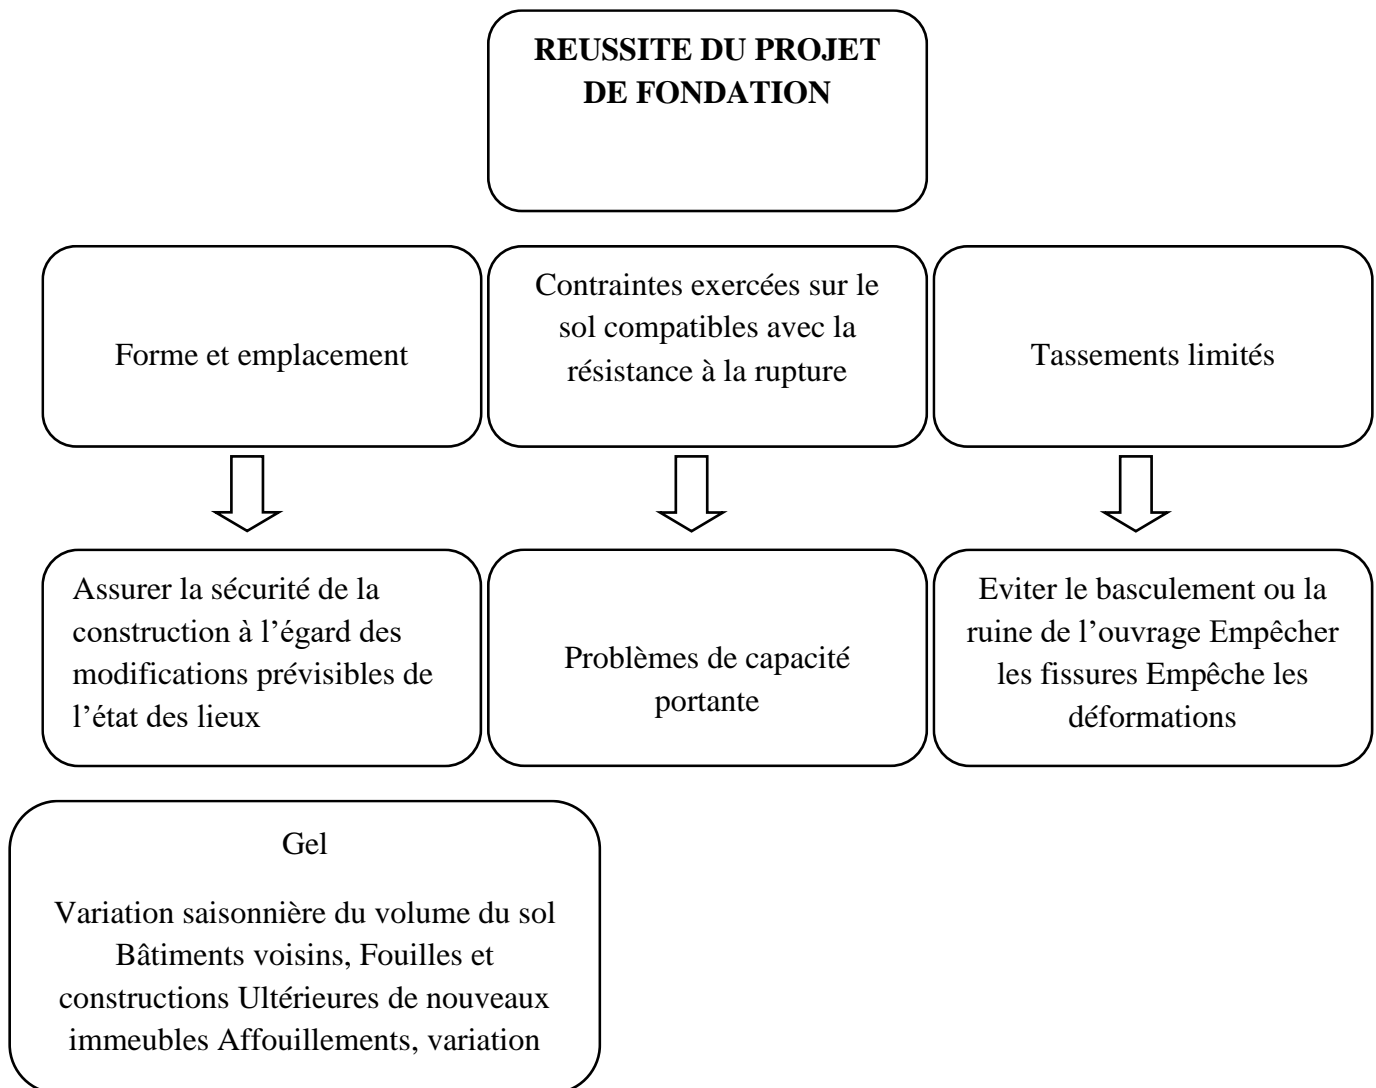 REUSSITE DU PROJET
DE FONDATION
Forme et emplacement
Contraintes exercées sur le
sol compatibles avec la
résistance à la rupture
Tassements limités
Assurer la sécurité de la
construction à l’égard des
modifications prévisibles de
l’état des lieux
Problèmes de capacité
portante
Eviter le basculement ou la
ruine de l’ouvrage Empêcher
les fissures Empêche les
déformations
Gel
Variation saisonnière du volume du sol
Bâtiments voisins, Fouilles et
constructions Ultérieures de nouveaux
immeubles Affouillements, variation